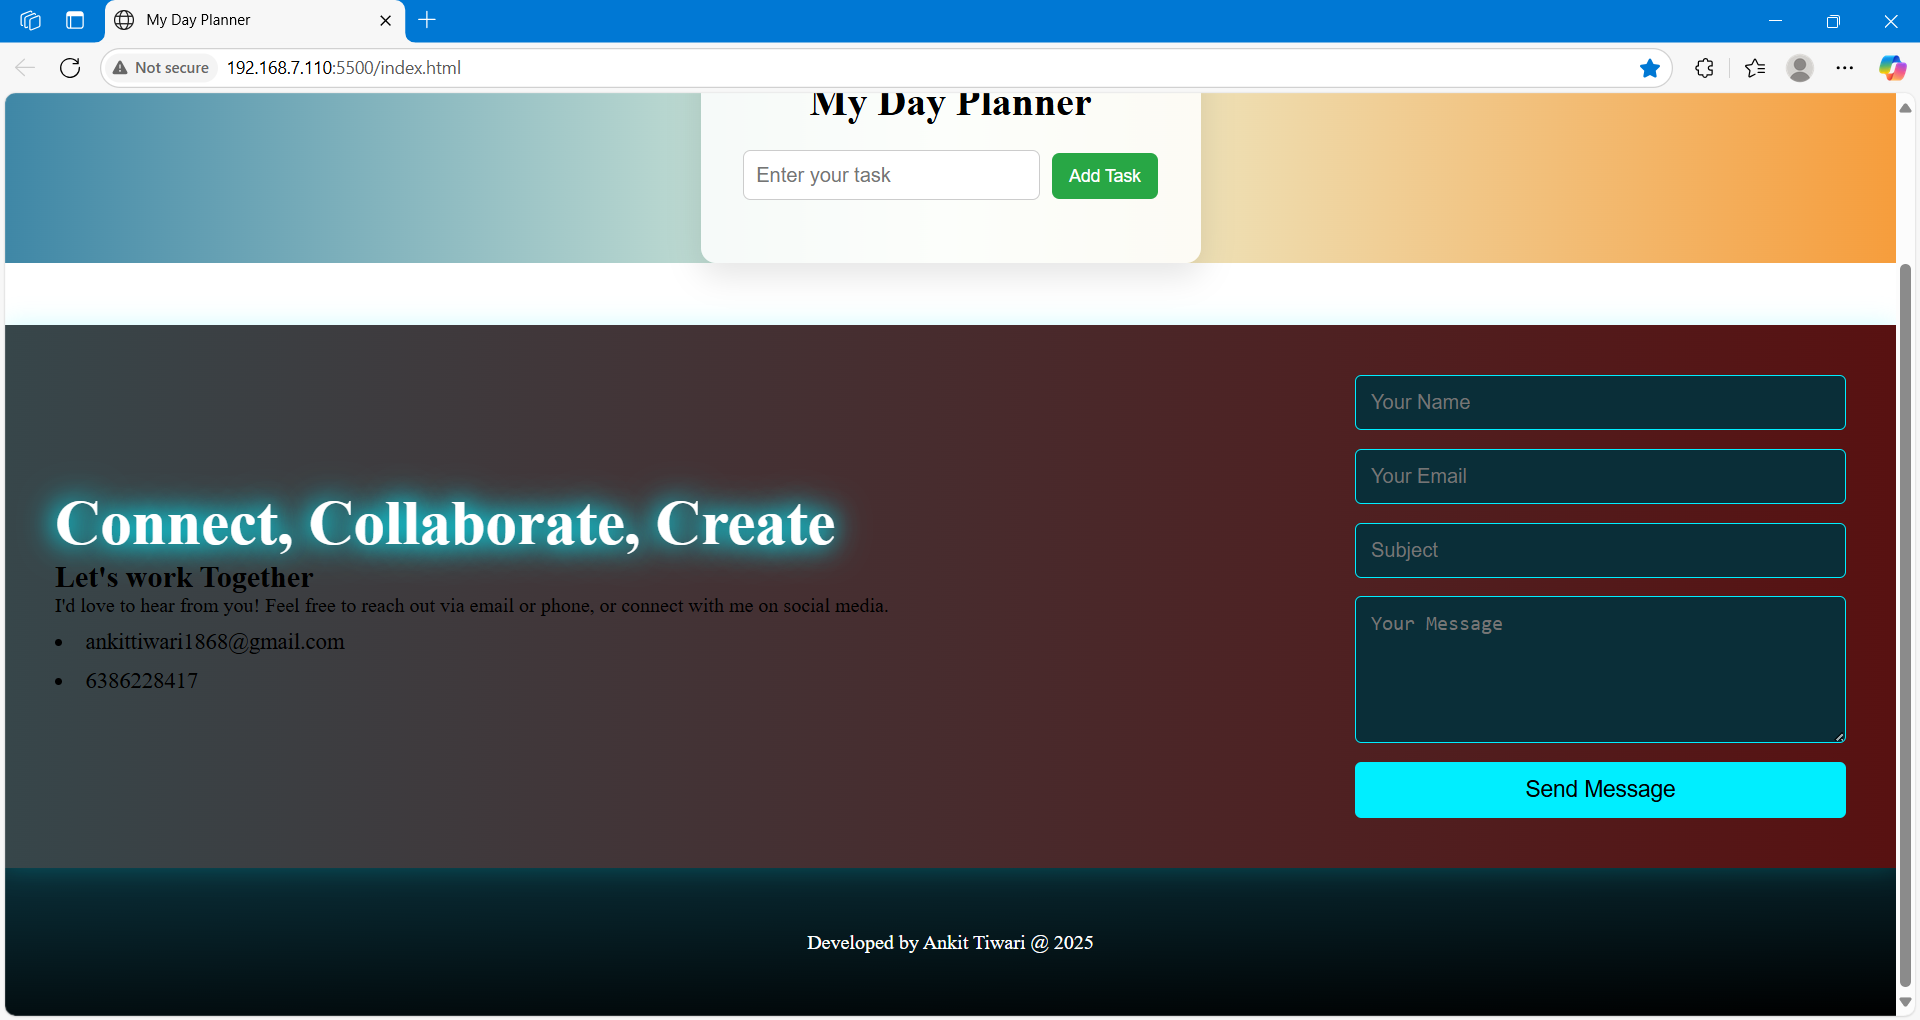 My Day Planner
Not secure
192.168.7.110:5500/index.html
My Day Planner
Enter your task
Add Task
Connect, Collaborate, Create
Let's work Together
I'd love to hear from you! Feel free to reach out via email or phone, or connect with me on social media.
• ankittiwari1868@gmail.com
• 6386228417
Your Name
Your Email
Subject
Your Message
Send Message
Developed by Ankit Tiwari @ 2025